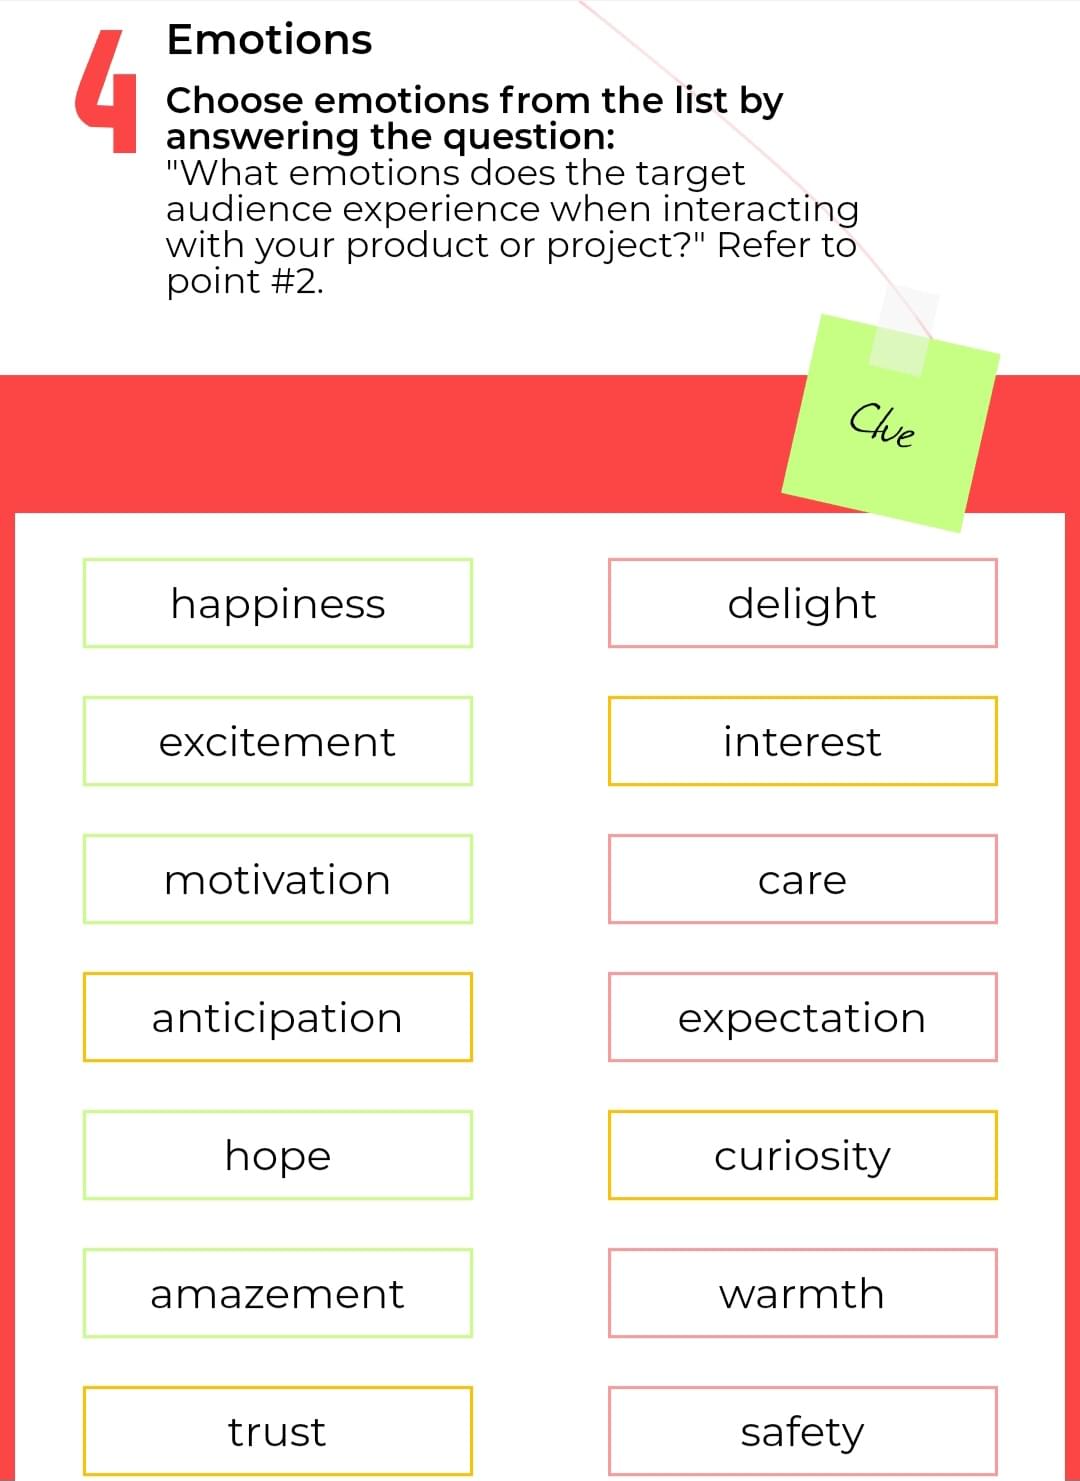 4
Emotions
Choose emotions from the list by
answering the question:
"What emotions does the target
audience experience when interacting
with your product or project?" Refer to
point #2.
Clue
happiness
delight
excitement
interest
motivation
care
anticipation
expectation
hope
curiosity
amazement
warmth
trust
safety